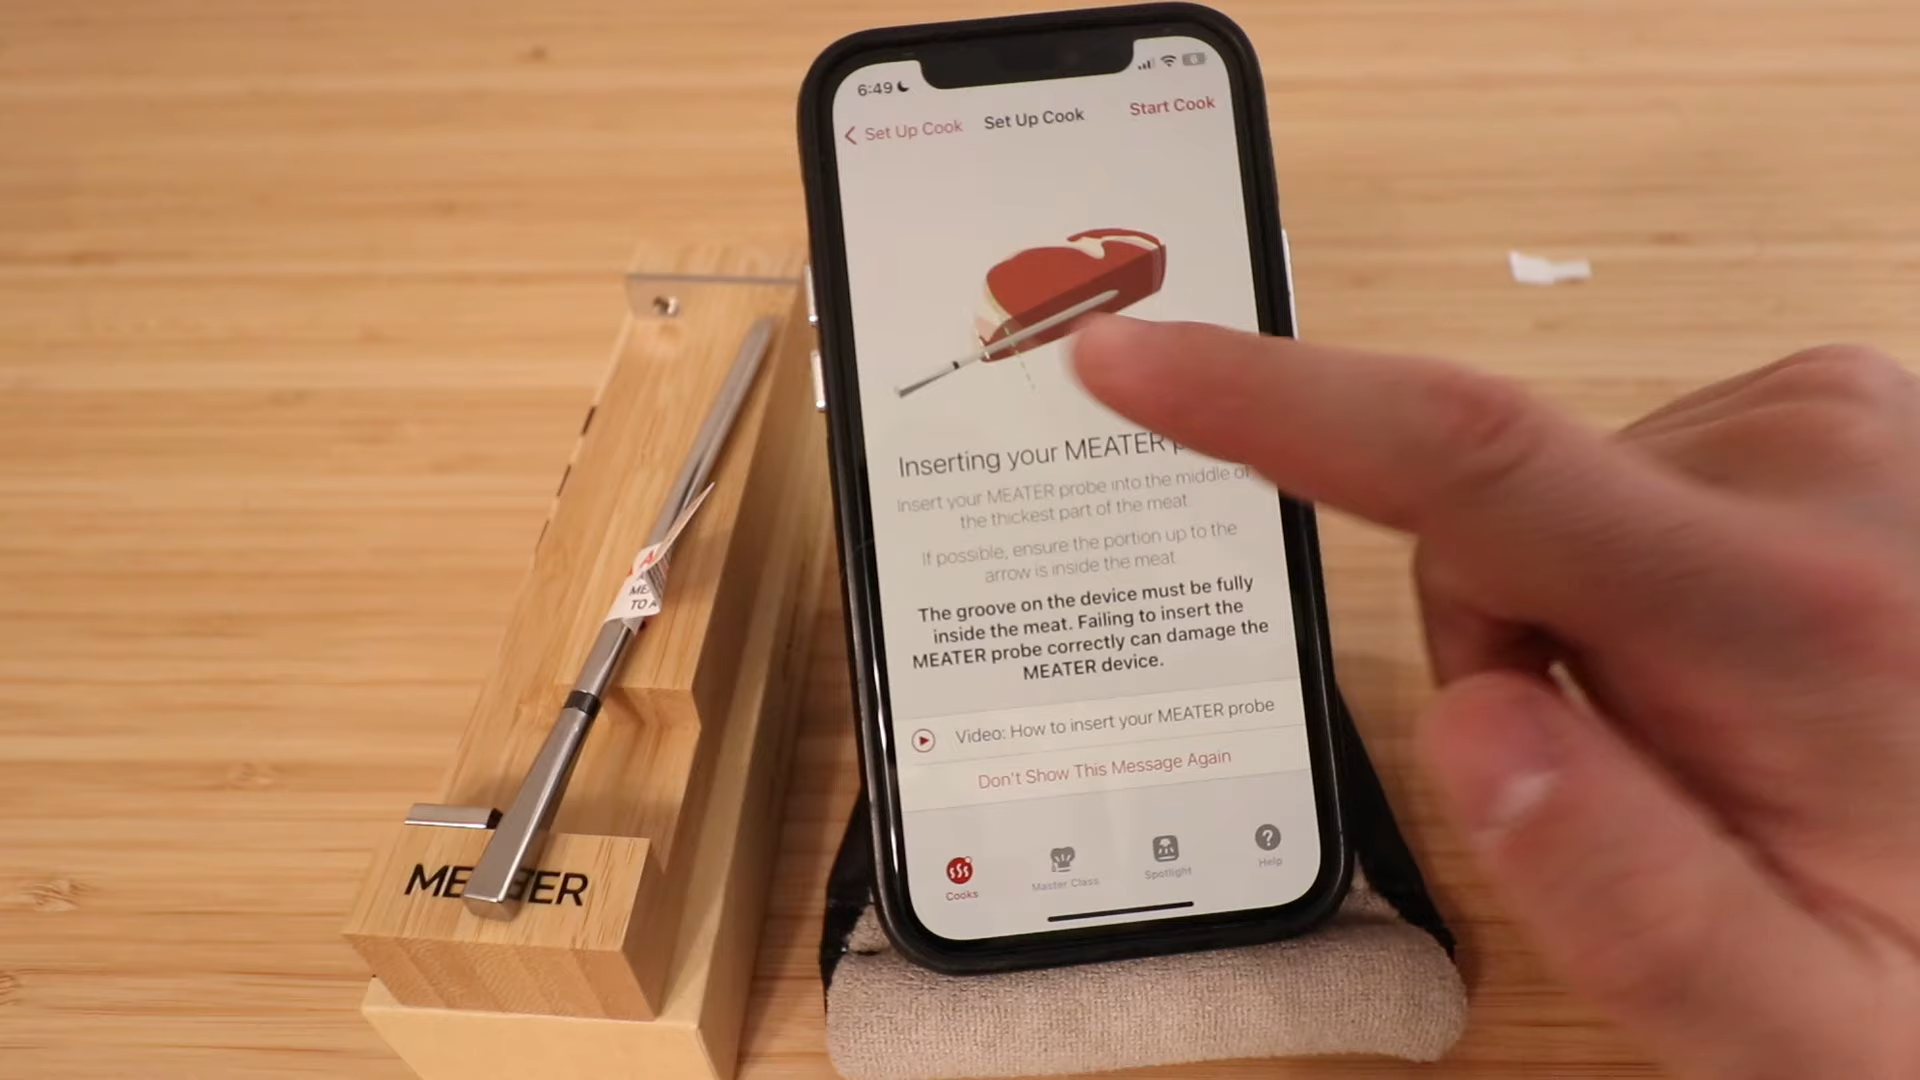 6:49
Set Up Cook
Set Up Cook
Start Cook
Inserting your MEATER
Insert your MEATER probe into the middle of
the thickest part of the meat
If possible, ensure the portion up to the
arrow is inside the meat
The groove on the device must be fully
inside the meat. Failing to insert the
MEATER probe correctly can damage the
MEATER device.
Video: How to insert your MEATER probe
Don't Show This Message Again
Cooks
Master Class
Spotlight
? Help
ME
TO A
ME ER